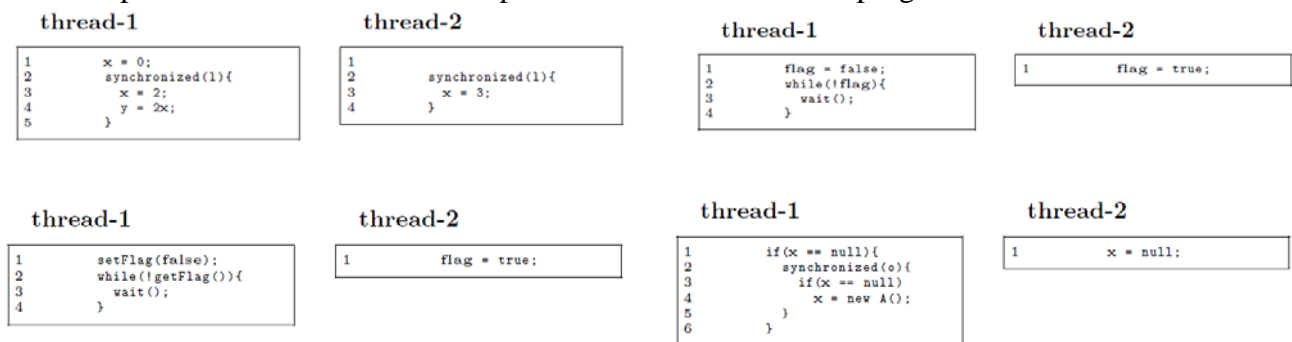 thread-1
1 x = 0;
2 synchronized(l){
3 x = 2;
4 y = 2x;
5 }
thread-2
1
2 synchronized(l){
3 x = 3;
4 }
thread-1
1 flag = false;
2 while(!flag){
3 wait();
4 }
thread-2
1 flag = true;
thread-1
1 setFlag(false);
2 while(!getFlag()){
3 wait();
4 }
thread-2
1 flag = true;
thread-1
1 if(x == null){
2 synchronized(o){
3 if(x == null)
4 x = new A();
5 }
6 }
thread-2
1 x = null;